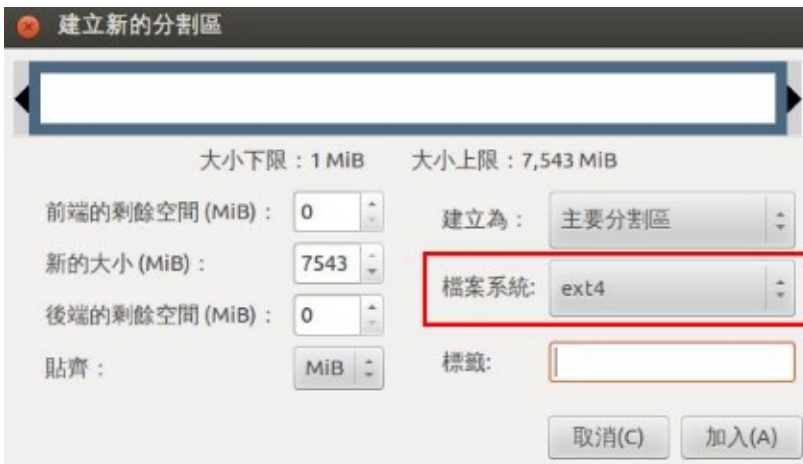 建立新的分割區
大小下限：1 MiB 大小上限：7,543 MiB
前端的剩餘空間 (MiB)： 0
新的大小 (MiB)： 7543
後端的剩餘空間 (MiB)： 0
貼齊： MiB
建立為： 主要分割區
檔案系統: ext4
標籤:
取消(C) 加入(A)